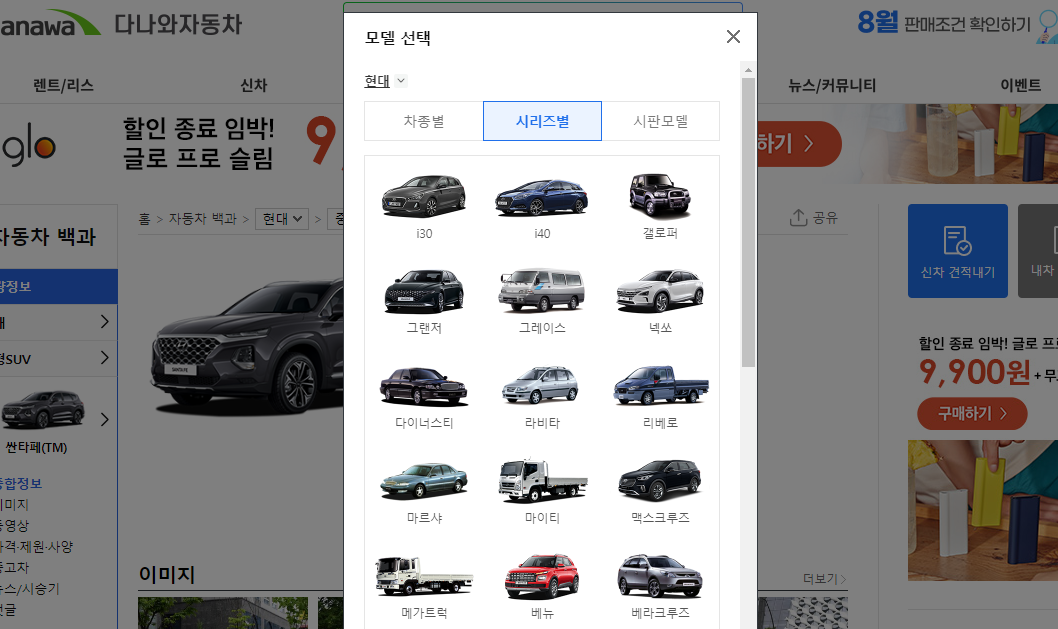 anawa 다나와자동차
8월 판매조건 확인하기
렌트/리스
신차
뉴스/커뮤니티
이벤트
glo
할인 종료 임박!
글로 프로 슬림
9,
하기 >
홈 > 자동차 백과 > 현대 >
공유
자동차 백과
형SUV
싼타페(TM)
종합정보
이미지
동영상
가격·제원·사양
중고차
뉴스/시승기
댓글
SANTA FE
이미지
더보기 >
모델 선택
현대
차종별
시리즈별
시판모델
i30
i40
갤로퍼
그랜저
그레이스
넥쏘
다이너스티
라비타
리베로
마르샤
마이티
맥스크루즈
메가트럭
베뉴
베라크루즈
신차 견적내기
내차
할인 종료 임박! 글로 프로
9,900원 + 무
구매하기 >